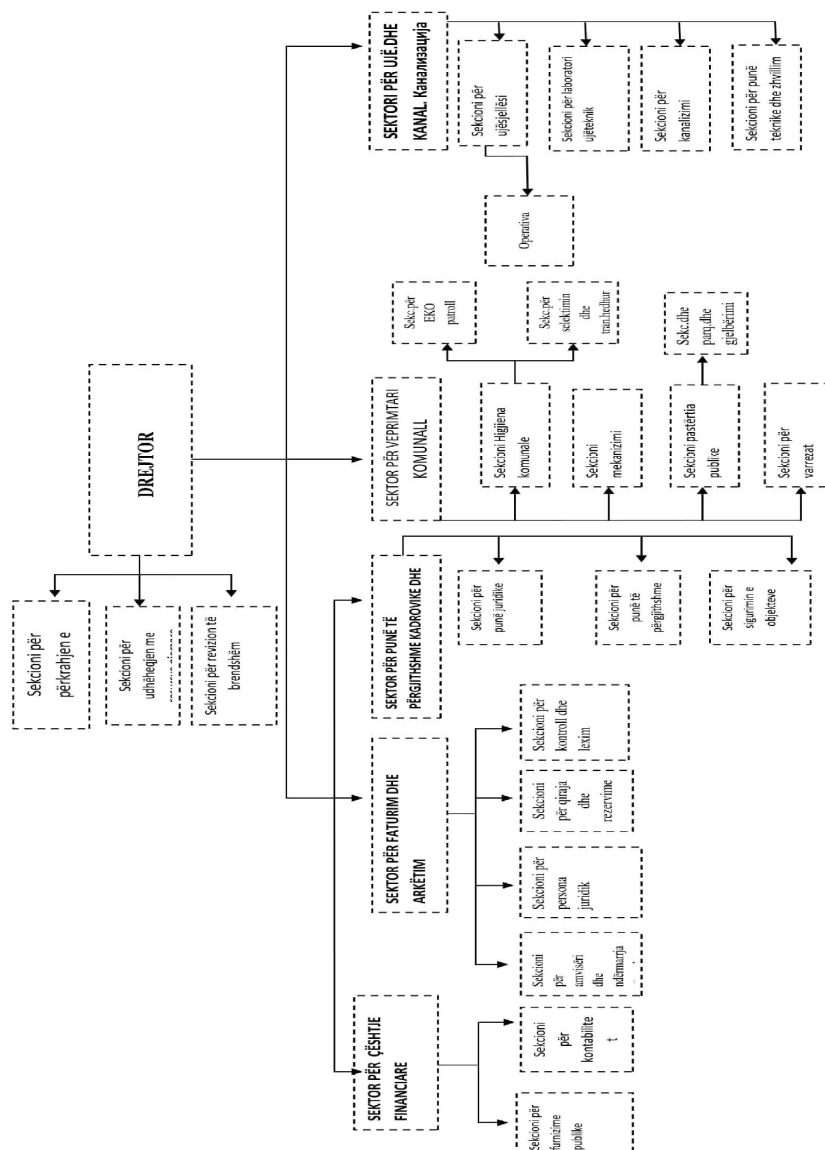 DREJTOR
Sekcioni për
përkrahjen e
Sekcioni për
udhëheqjen me
Sekcioni për revizion të
brendshëm
SEKTOR PËR ÇËSHTJE
FINANCIARE
SEKTOR PËR FATURIM DHE
ARKËTIM
SEKTOR PËR PUNË TË
PËRGJITHSHME KADROVIKE DHE
SEKTOR PËR VEPRIMTARI
KOMUNALL
SEKTORI PËR UJË.DHE
KANAL. Канализација
Sekcioni për
furnizime
publike
Sekcioni
për
kontabilite
t
Sekcioni
për
amvisëri
dhe
ndërmarrja
Sekcioni për
persona
juridik
Sekcioni
për qiraja
dhe
rezervime
Sekcioni për
kontroll dhe
lexim
Sekcioni për
punë juridike
Sekcioni për
punë të
përgjithshme
Sekcioni për
sigurimin e
objekteve
Sekcioni Higjiena
komunale
Sekcioni
mekanizimi
Sekcioni pastërtia
publike
Sekcioni për
varrezat
Sekc.për
EKO
patroll
Sekc.për
selektimin
dhe
tran.hedhur
Sekc.dhe
parq.dhe
gjelbërimi
Operativa
Sekcioni për
ujësjellësi
Sekcioni për laboratori
ujëteknik
Sekcioni për
kanalizimi
Sekcioni për punë
teknike dhe zhvillim